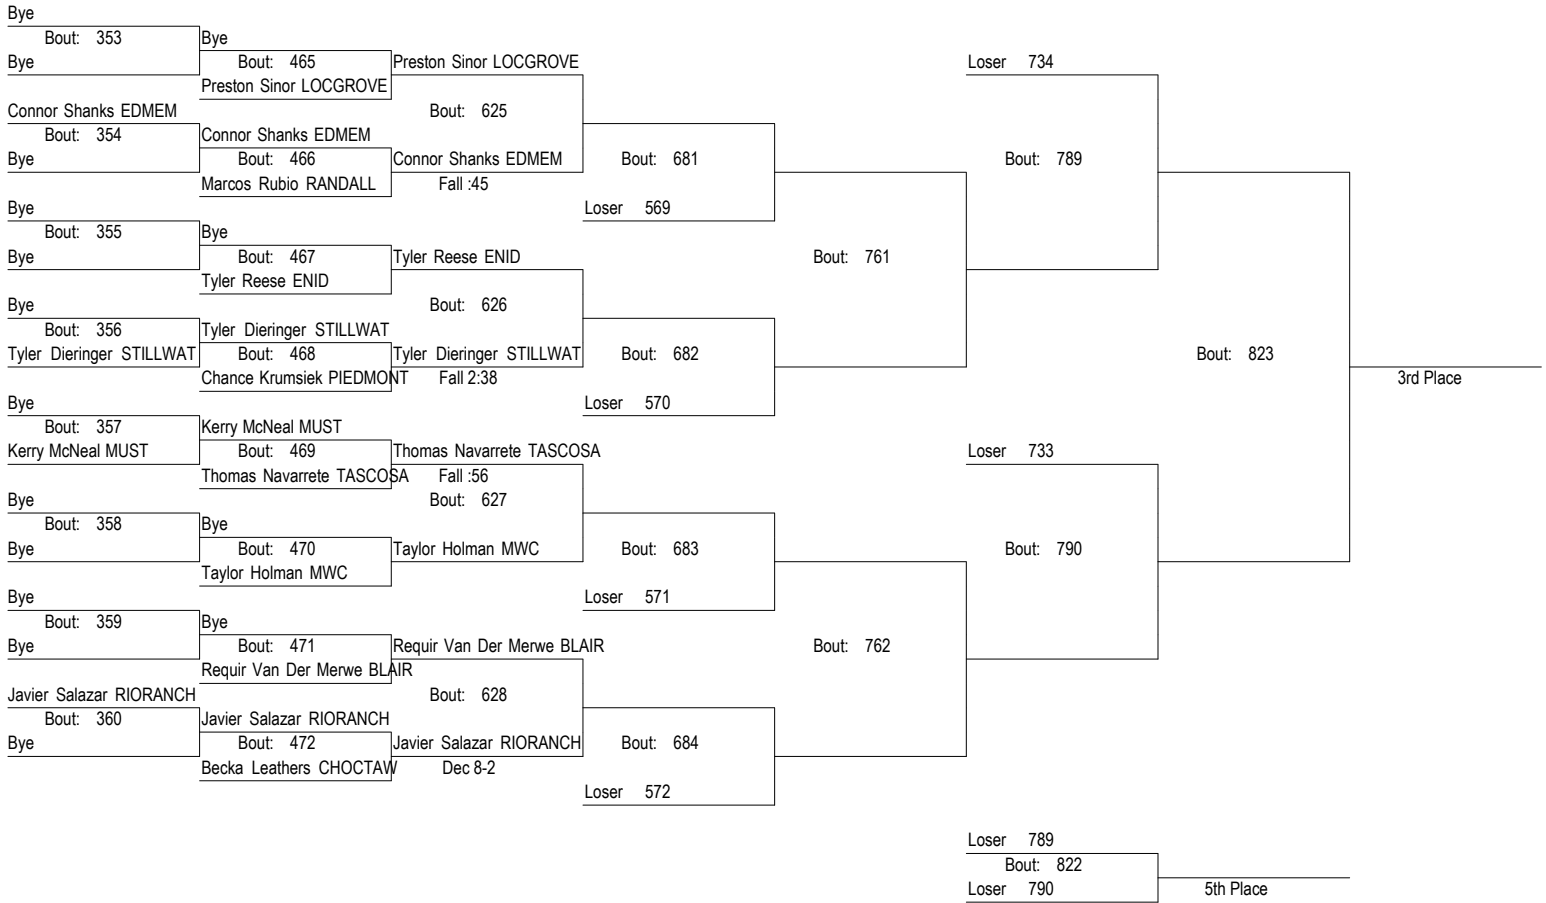 Bye
Bout: 353 Bye
Bye Bout: 465 Preston Sinor LOCGROVE Loser 734
Preston Sinor LOCGROVE
Connor Shanks EDMEM Bout: 625
Bout: 354 Connor Shanks EDMEM
Bye Bout: 466 Connor Shanks EDMEM Bout: 681 Bout: 789
Marcos Rubio RANDALL Fall :45
Bye Loser 569
Bout: 355 Bye
Bye Bout: 467 Tyler Reese ENID Bout: 761
Tyler Reese ENID
Bye Bout: 626
Bout: 356 Tyler Dieringer STILLWAT
Tyler Dieringer STILLWAT Bout: 468 Tyler Dieringer STILLWAT Bout: 682 Bout: 823
Chance Krumsiek PIEDMONT Fall 2:38 3rd Place
Bye Loser 570
Bout: 357 Kerry McNeal MUST
Kerry McNeal MUST Bout: 469 Thomas Navarrete TASCOSA Loser 733
Thomas Navarrete TASCOSA Fall :56
Bye Bout: 627
Bout: 358 Bye
Bye Bout: 470 Taylor Holman MWC Bout: 683 Bout: 790
Taylor Holman MWC
Bye Loser 571
Bout: 359 Bye
Bye Bout: 471 Requir Van Der Merwe BLAIR Bout: 762
Requir Van Der Merwe BLAIR
Javier Salazar RIORANCH Bout: 628
Bout: 360 Javier Salazar RIORANCH
Bye Bout: 472 Javier Salazar RIORANCH Bout: 684
Becka Leathers CHOCTAW Dec 8-2
Loser 572
Loser 789
Bout: 822
Loser 790 5th Place